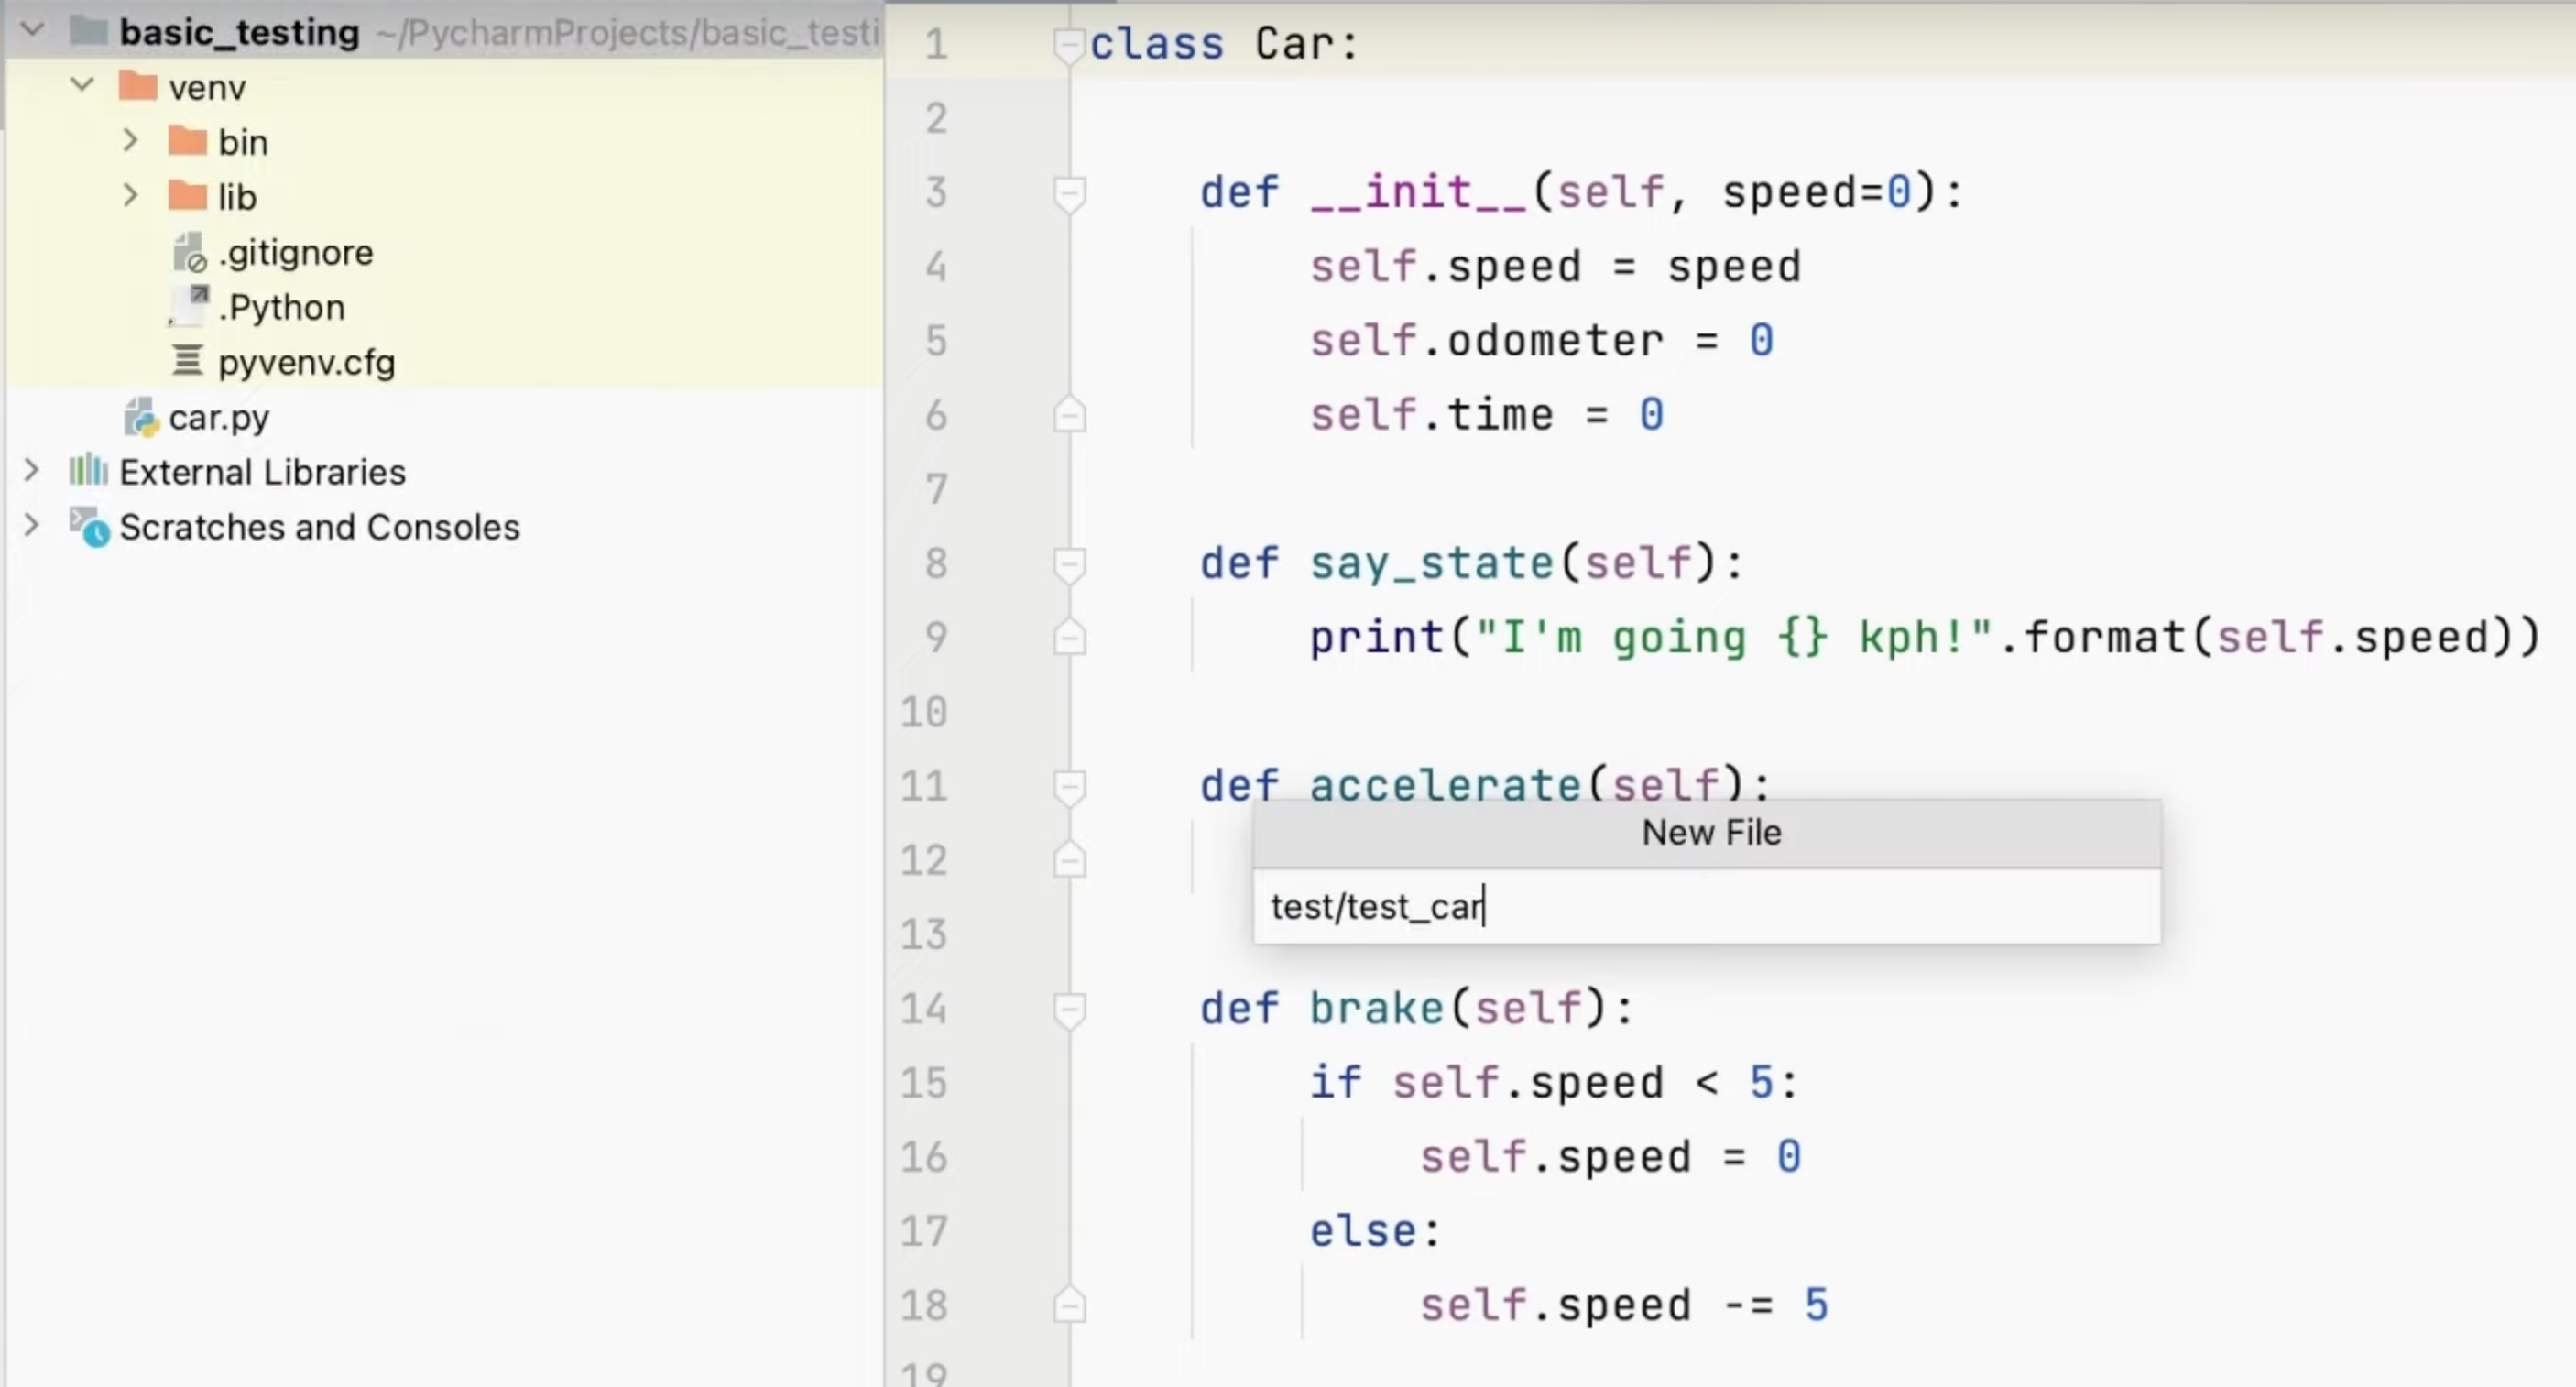 basic_testing ~/PycharmProjects/basic_testi
venv
bin
lib
.gitignore
.Python
pyvenv.cfg
car.py
External Libraries
Scratches and Consoles
1 class Car:
2
3 def __init__(self, speed=0):
4 self.speed = speed
5 self.odometer = 0
6 self.time = 0
7
8 def say_state(self):
9 print("I'm going {} kph!".format(self.speed))
10
11 def accelerate(self):
12
13
New File
test/test_car
14 def brake(self):
15 if self.speed < 5:
16 self.speed = 0
17 else:
18 self.speed -= 5
19